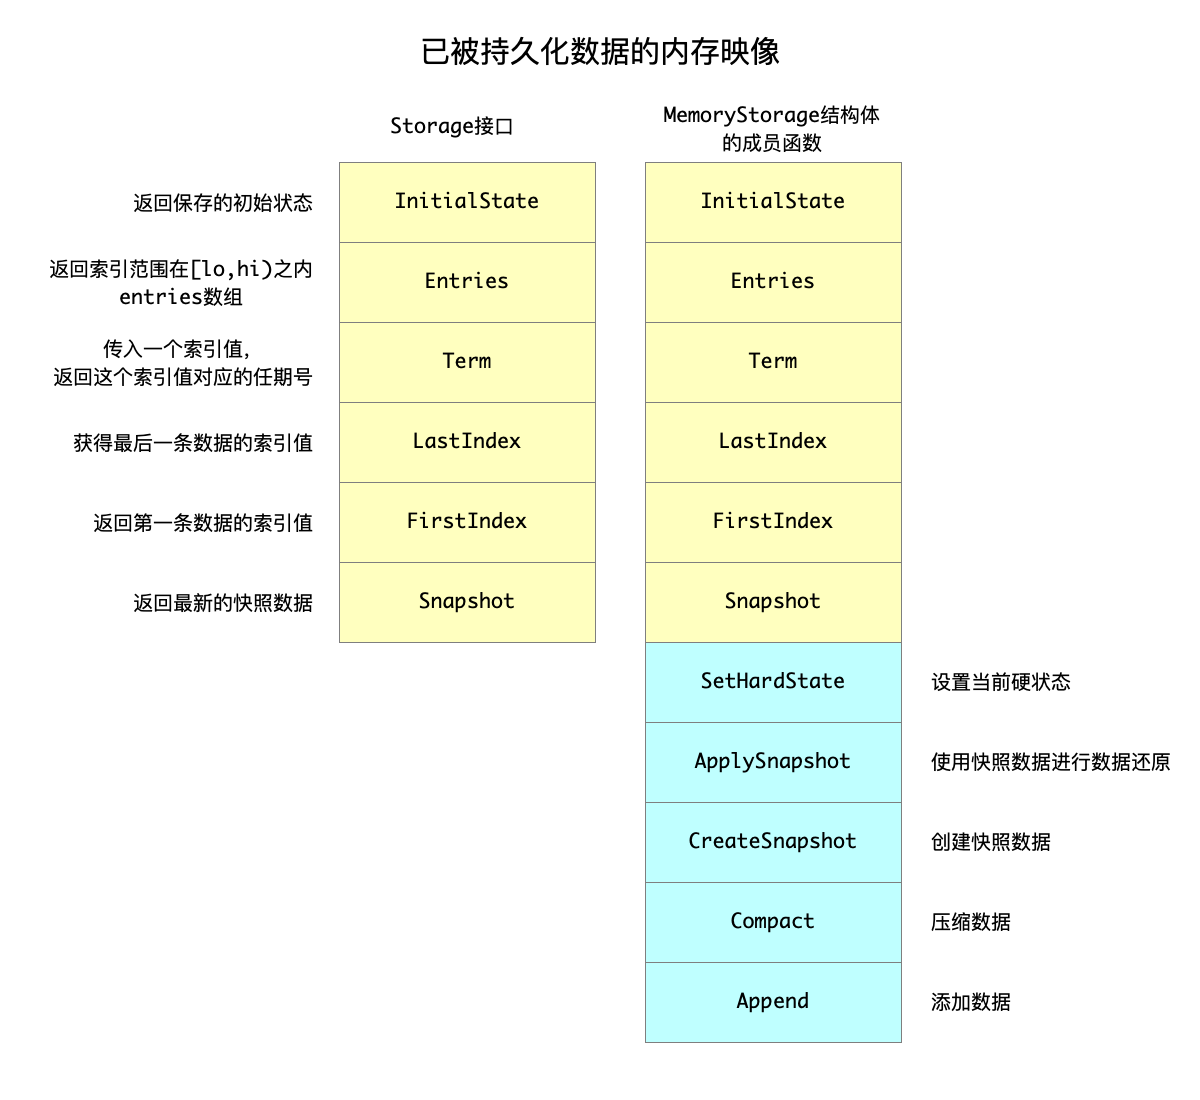 已被持久化数据的内存映像
Storage接口
MemoryStorage结构体
的成员函数
返回保存的初始状态
InitialState
InitialState
返回索引范围在[lo,hi)之内
entries数组
Entries
Entries
传入一个索引值，
返回这个索引值对应的任期号
Term
Term
获得最后一条数据的索引值
LastIndex
LastIndex
返回第一条数据的索引值
FirstIndex
FirstIndex
返回最新的快照数据
Snapshot
Snapshot
SetHardState
设置当前硬状态
ApplySnapshot
使用快照数据进行数据还原
CreateSnapshot
创建快照数据
Compact
压缩数据
Append
添加数据